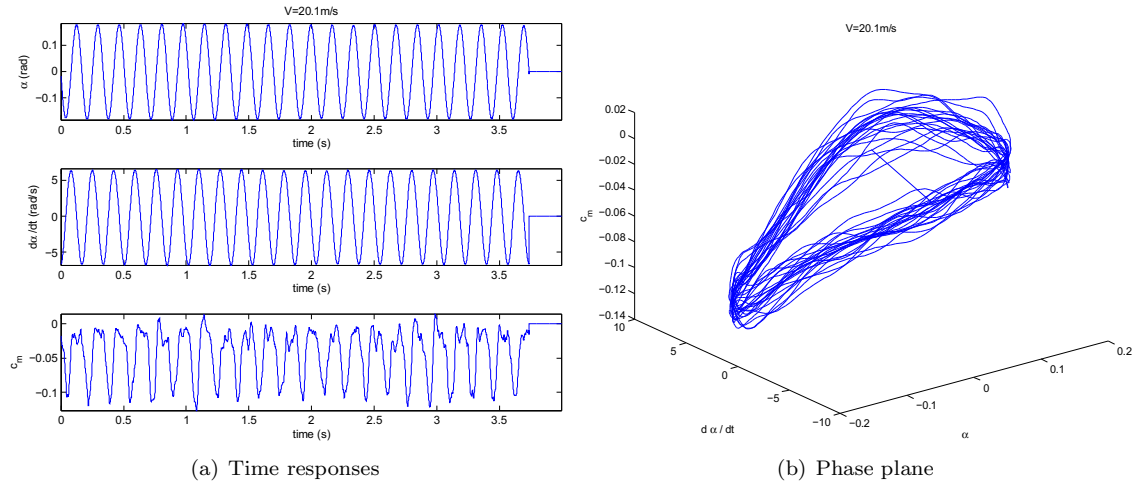 V=20.1m/s
0.1
0
−0.1
α (rad)
0 0.5 1 1.5 2 2.5 3 3.5
time (s)
5
0
−5
dα/dt (rad/s)
0 0.5 1 1.5 2 2.5 3 3.5
time (s)
0
−0.05
−0.1
c_m
0 0.5 1 1.5 2 2.5 3 3.5
time (s)
(a) Time responses
V=20.1m/s
0.02
0
−0.02
−0.04
−0.06
−0.08
−0.1
−0.12
−0.14
c_m
10
5
0
−5
−10
d α / dt
−0.2
−0.1
0
0.1
0.2
α
(b) Phase plane